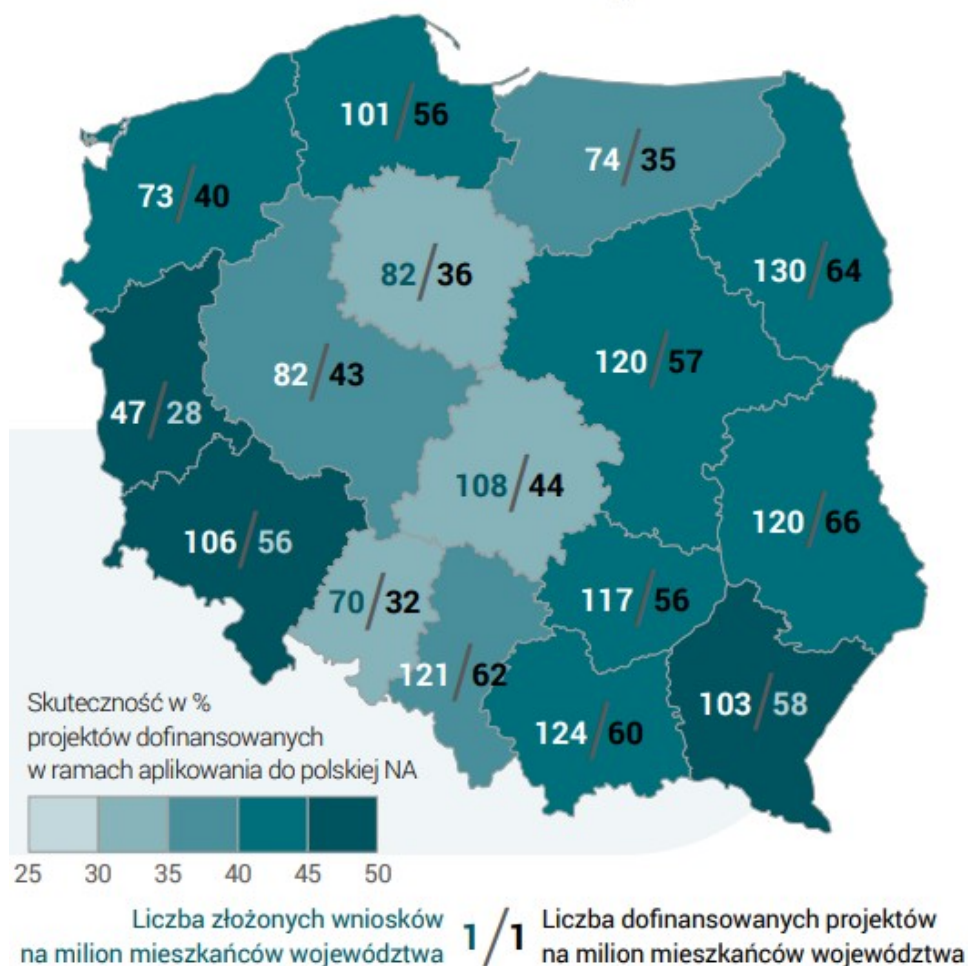 101/56
74/35
73/40
130/64
82/36
120/57
82/43
47/28
108/44
120/66
106/56
117/56
70/32
121/62
103/58
124/60
Skuteczność w %
projektów dofinansowanych
w ramach aplikowania do polskiej NA
25 30 35 40 45 50
Liczba złożonych wniosków
na milion mieszkańców województwa
1/1
Liczba dofinansowanych projektów
na milion mieszkańców województwa